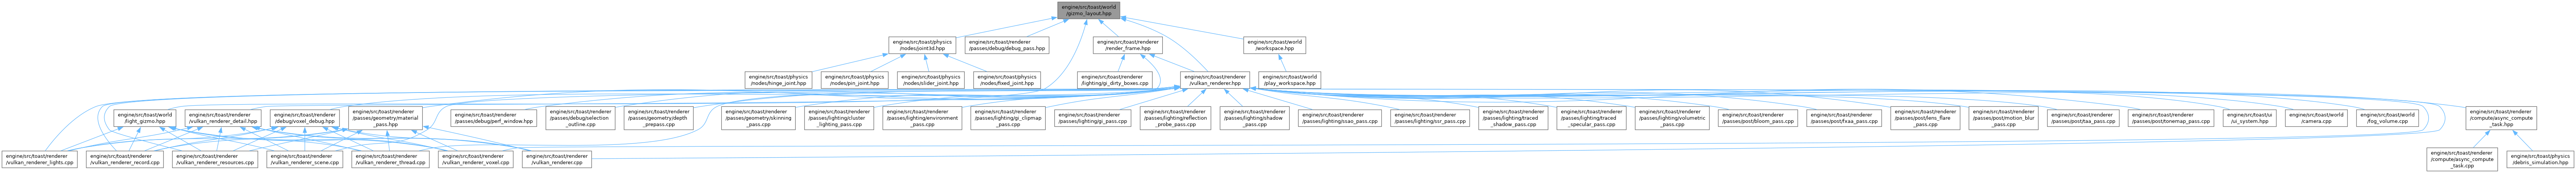 engine/src/toast/world
/gizmo_layout.hpp
engine/src/toast/physics
/nodes/joint3d.hpp
engine/src/toast/renderer
/passes/debug/debug_pass.hpp
engine/src/toast/renderer
/render_frame.hpp
engine/src/toast/world
/workspace.hpp
engine/src/toast/physics
/nodes/hinge_joint.hpp
engine/src/toast/physics
/nodes/pin_joint.hpp
engine/src/toast/physics
/nodes/slider_joint.hpp
engine/src/toast/physics
/nodes/fixed_joint.hpp
engine/src/toast/renderer
/lighting/gi_dirty_boxes.cpp
engine/src/toast/renderer
/vulkan_renderer.hpp
engine/src/toast/world
/play_workspace.hpp
engine/src/toast/world
/light_gizmo.hpp
engine/src/toast/renderer
/vulkan_renderer_detail.hpp
engine/src/toast/renderer
/debug/voxel_debug.hpp
engine/src/toast/renderer
/passes/geometry/material
_pass.hpp
engine/src/toast/renderer
/passes/debug/perf_window.hpp
engine/src/toast/renderer
/passes/debug/selection
_outline.cpp
engine/src/toast/renderer
/passes/geometry/depth
_prepass.cpp
engine/src/toast/renderer
/passes/geometry/skinning
_pass.cpp
engine/src/toast/renderer
/passes/lighting/cluster
_lighting_pass.cpp
engine/src/toast/renderer
/passes/lighting/environment
_pass.cpp
engine/src/toast/renderer
/passes/lighting/gi_clipmap
_pass.cpp
engine/src/toast/renderer
/passes/lighting/gi_pass.cpp
engine/src/toast/renderer
/passes/lighting/reflection
_probe_pass.cpp
engine/src/toast/renderer
/passes/lighting/shadow
_pass.cpp
engine/src/toast/renderer
/passes/lighting/ssao_pass.cpp
engine/src/toast/renderer
/passes/lighting/ssr_pass.cpp
engine/src/toast/renderer
/passes/lighting/traced
_shadow_pass.cpp
engine/src/toast/renderer
/passes/lighting/traced
_specular_pass.cpp
engine/src/toast/renderer
/passes/lighting/volumetric
_pass.cpp
engine/src/toast/renderer
/passes/post/bloom_pass.cpp
engine/src/toast/renderer
/passes/post/fxaa_pass.cpp
engine/src/toast/renderer
/passes/post/lens_flare
_pass.cpp
engine/src/toast/renderer
/passes/post/motion_blur
_pass.cpp
engine/src/toast/renderer
/passes/post/taa_pass.cpp
engine/src/toast/renderer
/passes/post/tonemap_pass.cpp
engine/src/toast/ui
/ui_system.hpp
engine/src/toast/world
/camera.cpp
engine/src/toast/world
/fog_volume.cpp
engine/src/toast/renderer
/compute/async_compute
_task.hpp
engine/src/toast/renderer
/vulkan_renderer_lights.cpp
engine/src/toast/renderer
/vulkan_renderer_record.cpp
engine/src/toast/renderer
/vulkan_renderer_resources.cpp
engine/src/toast/renderer
/vulkan_renderer_scene.cpp
engine/src/toast/renderer
/vulkan_renderer_thread.cpp
engine/src/toast/renderer
/vulkan_renderer_voxel.cpp
engine/src/toast/renderer
/vulkan_renderer.cpp
engine/src/toast/renderer
/compute/async_compute
_task.cpp
engine/src/toast/physics
/debris_simulation.hpp